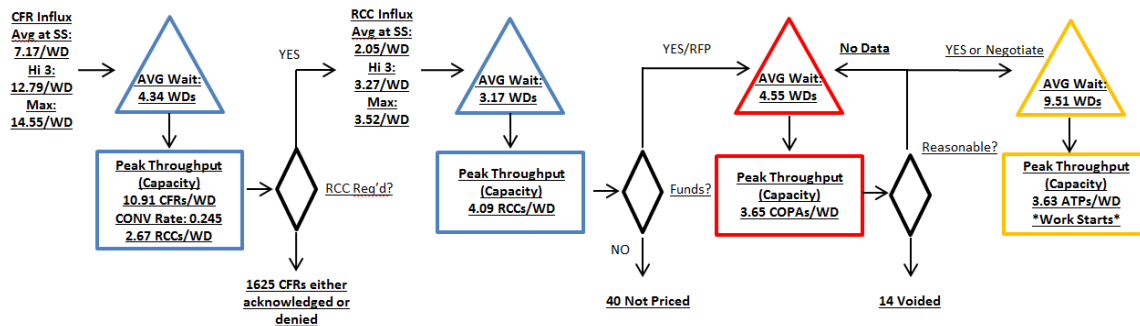 CFR Influx
Avg at SS:
7.17/WD
Hi 3:
12.79/WD
Max:
14.55/WD
AVG Wait:
4.34 WDs
Peak Throughput
(Capacity)
10.91 CFRs/WD
CONV Rate: 0.245
2.67 RCCs/WD
YES
RCC Req'd?
1625 CFRs either
acknowledged or
denied
RCC Influx
Avg at SS:
2.05/WD
Hi 3:
3.27/WD
Max:
3.52/WD
AVG Wait:
3.17 WDs
Peak Throughput
(Capacity)
4.09 RCCs/WD
YES/RFP
Funds?
NO
40 Not Priced
AVG Wait:
4.55 WDs
Peak Throughput
(Capacity)
3.65 COPAs/WD
No Data
Reasonable?
14 Voided
YES or Negotiate
AVG Wait:
9.51 WDs
Peak Throughput
(Capacity)
3.63 ATPs/WD
*Work Starts*